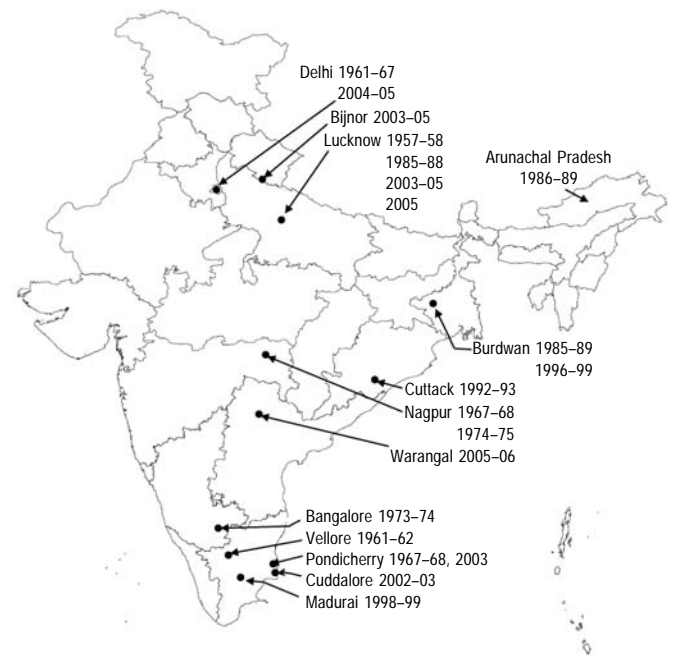 Delhi 1961–67
2004–05
Bijnor 2003–05
Lucknow 1957–58
1985–88
2003–05
2005
Arunachal Pradesh
1986–89
Burdwan 1985–89
1996–99
Cuttack 1992–93
Nagpur 1967–68
1974–75
Warangal 2005–06
Bangalore 1973–74
Vellore 1961–62
Pondicherry 1967–68, 2003
Cuddalore 2002–03
Madurai 1998–99